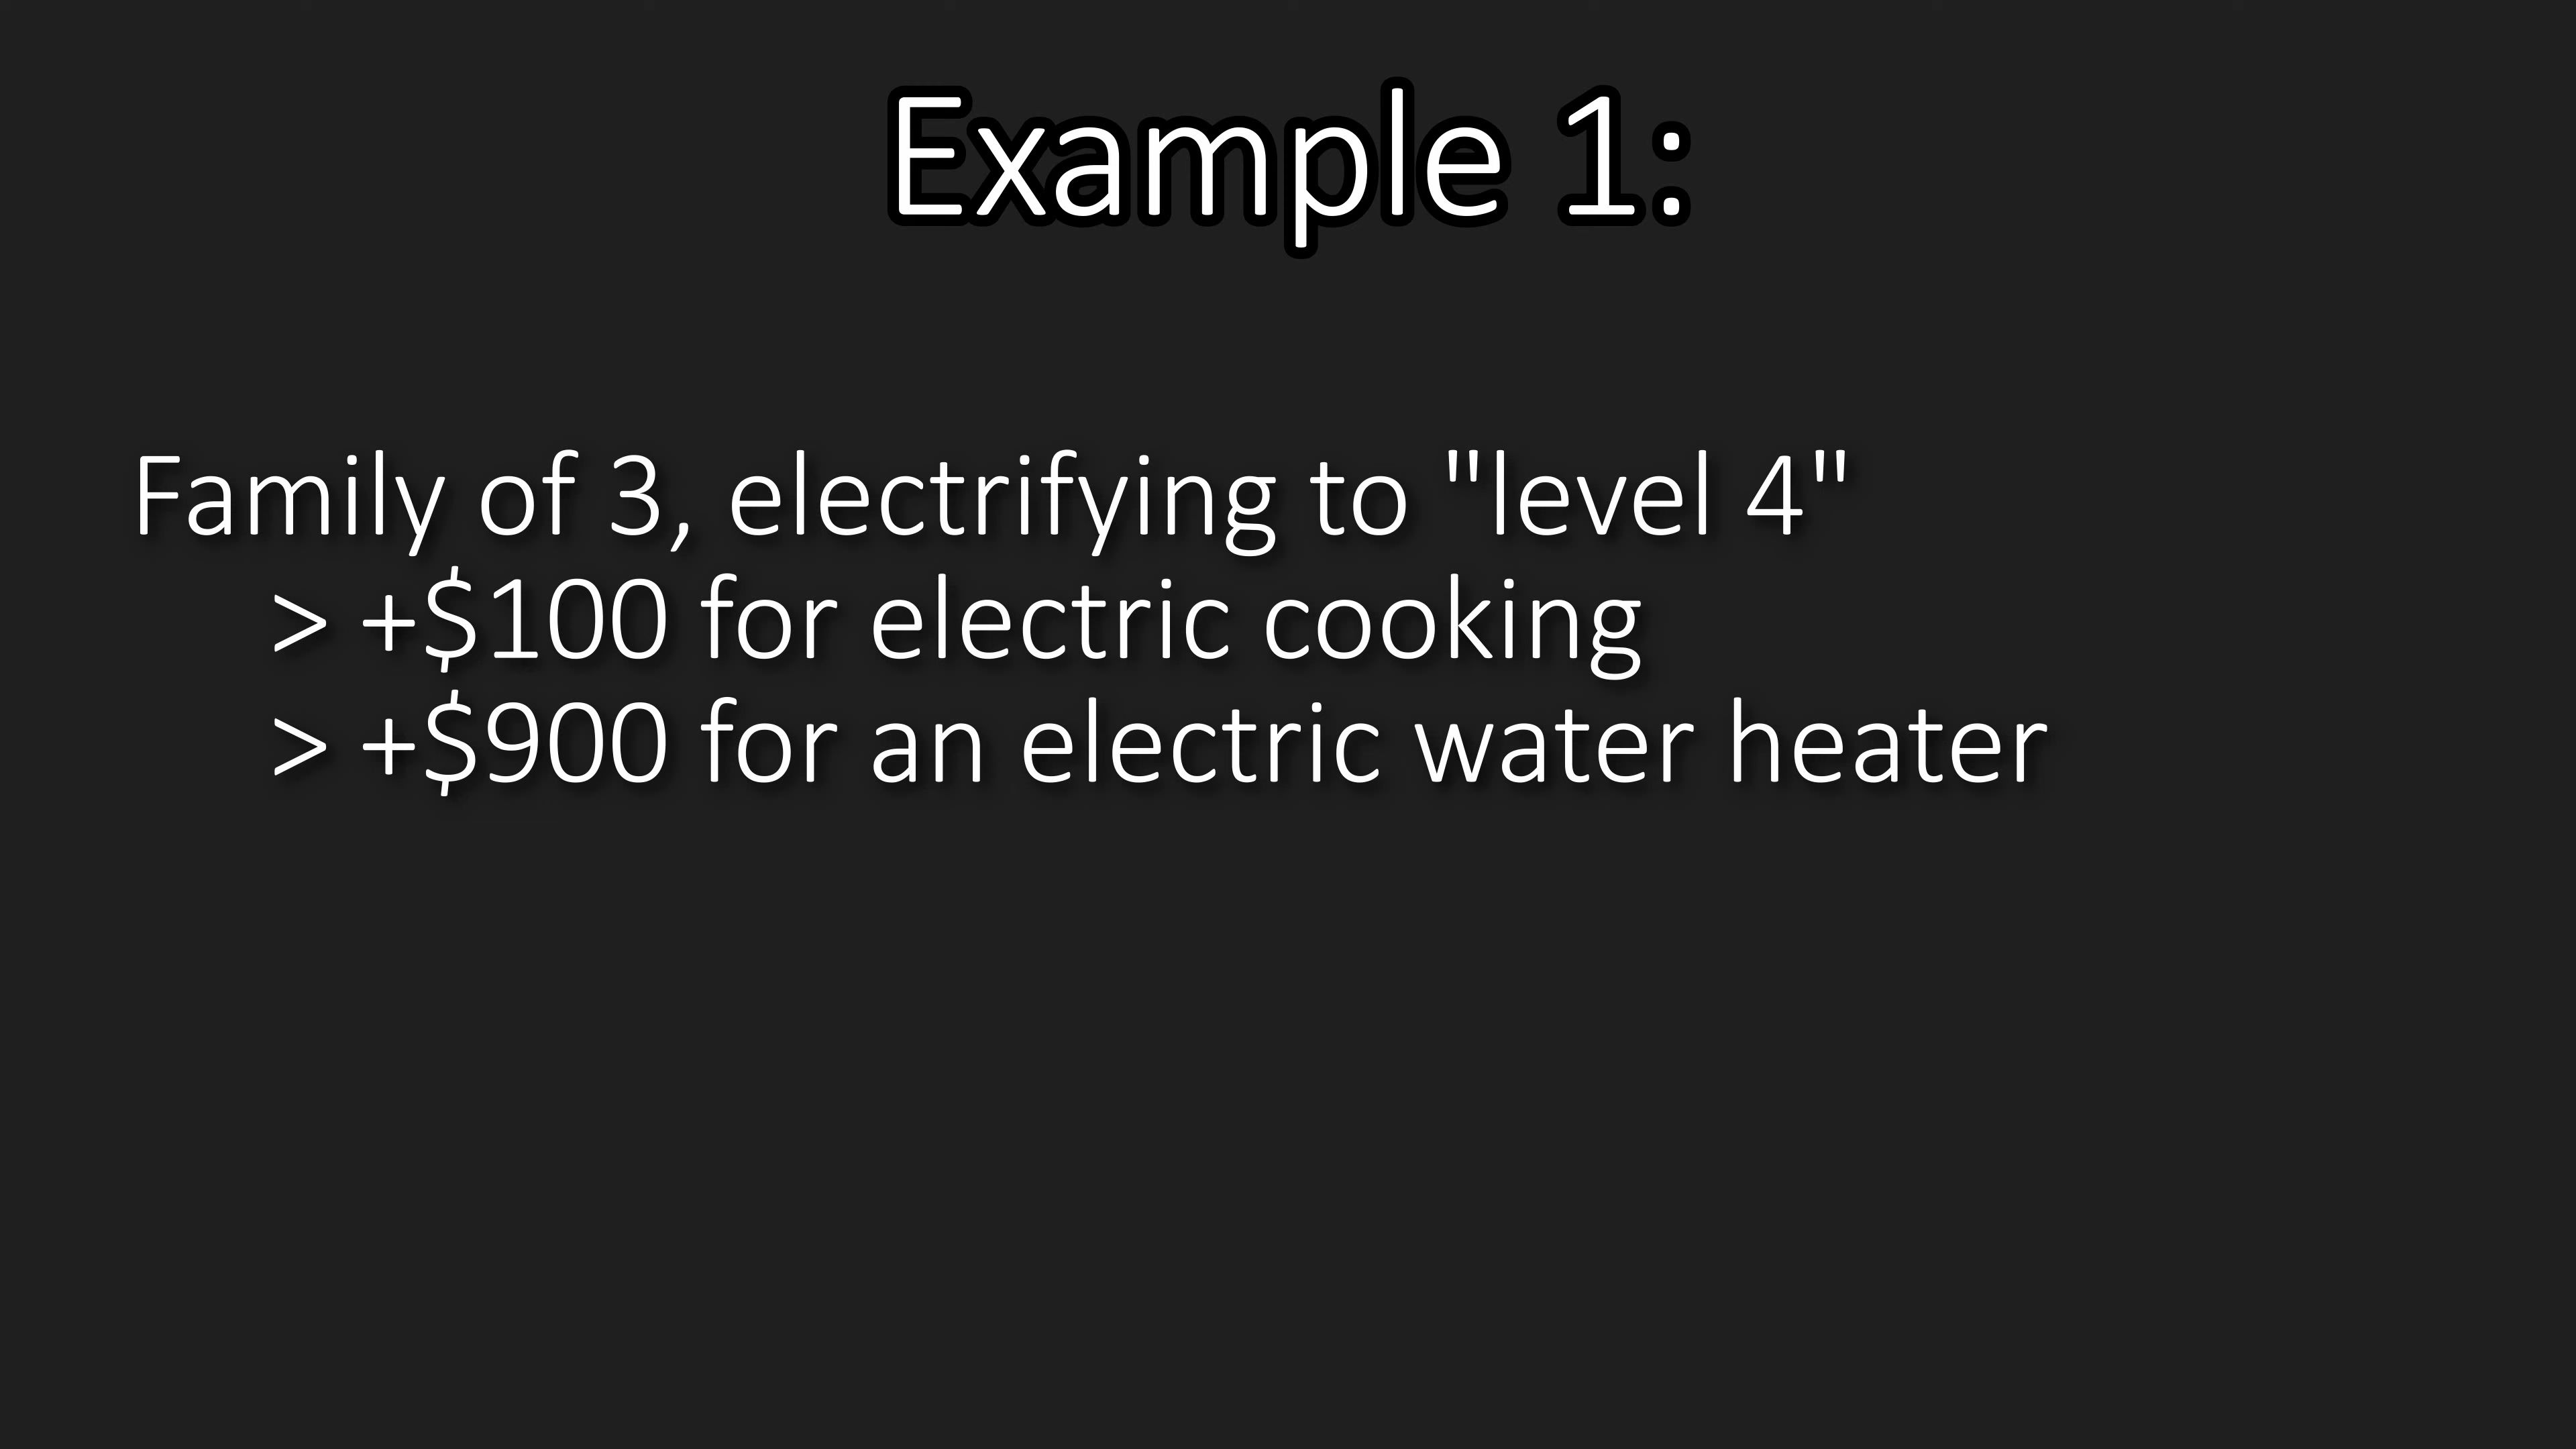 Example 1:
Family of 3, electrifying to "level 4"
> +$100 for electric cooking
> +$900 for an electric water heater